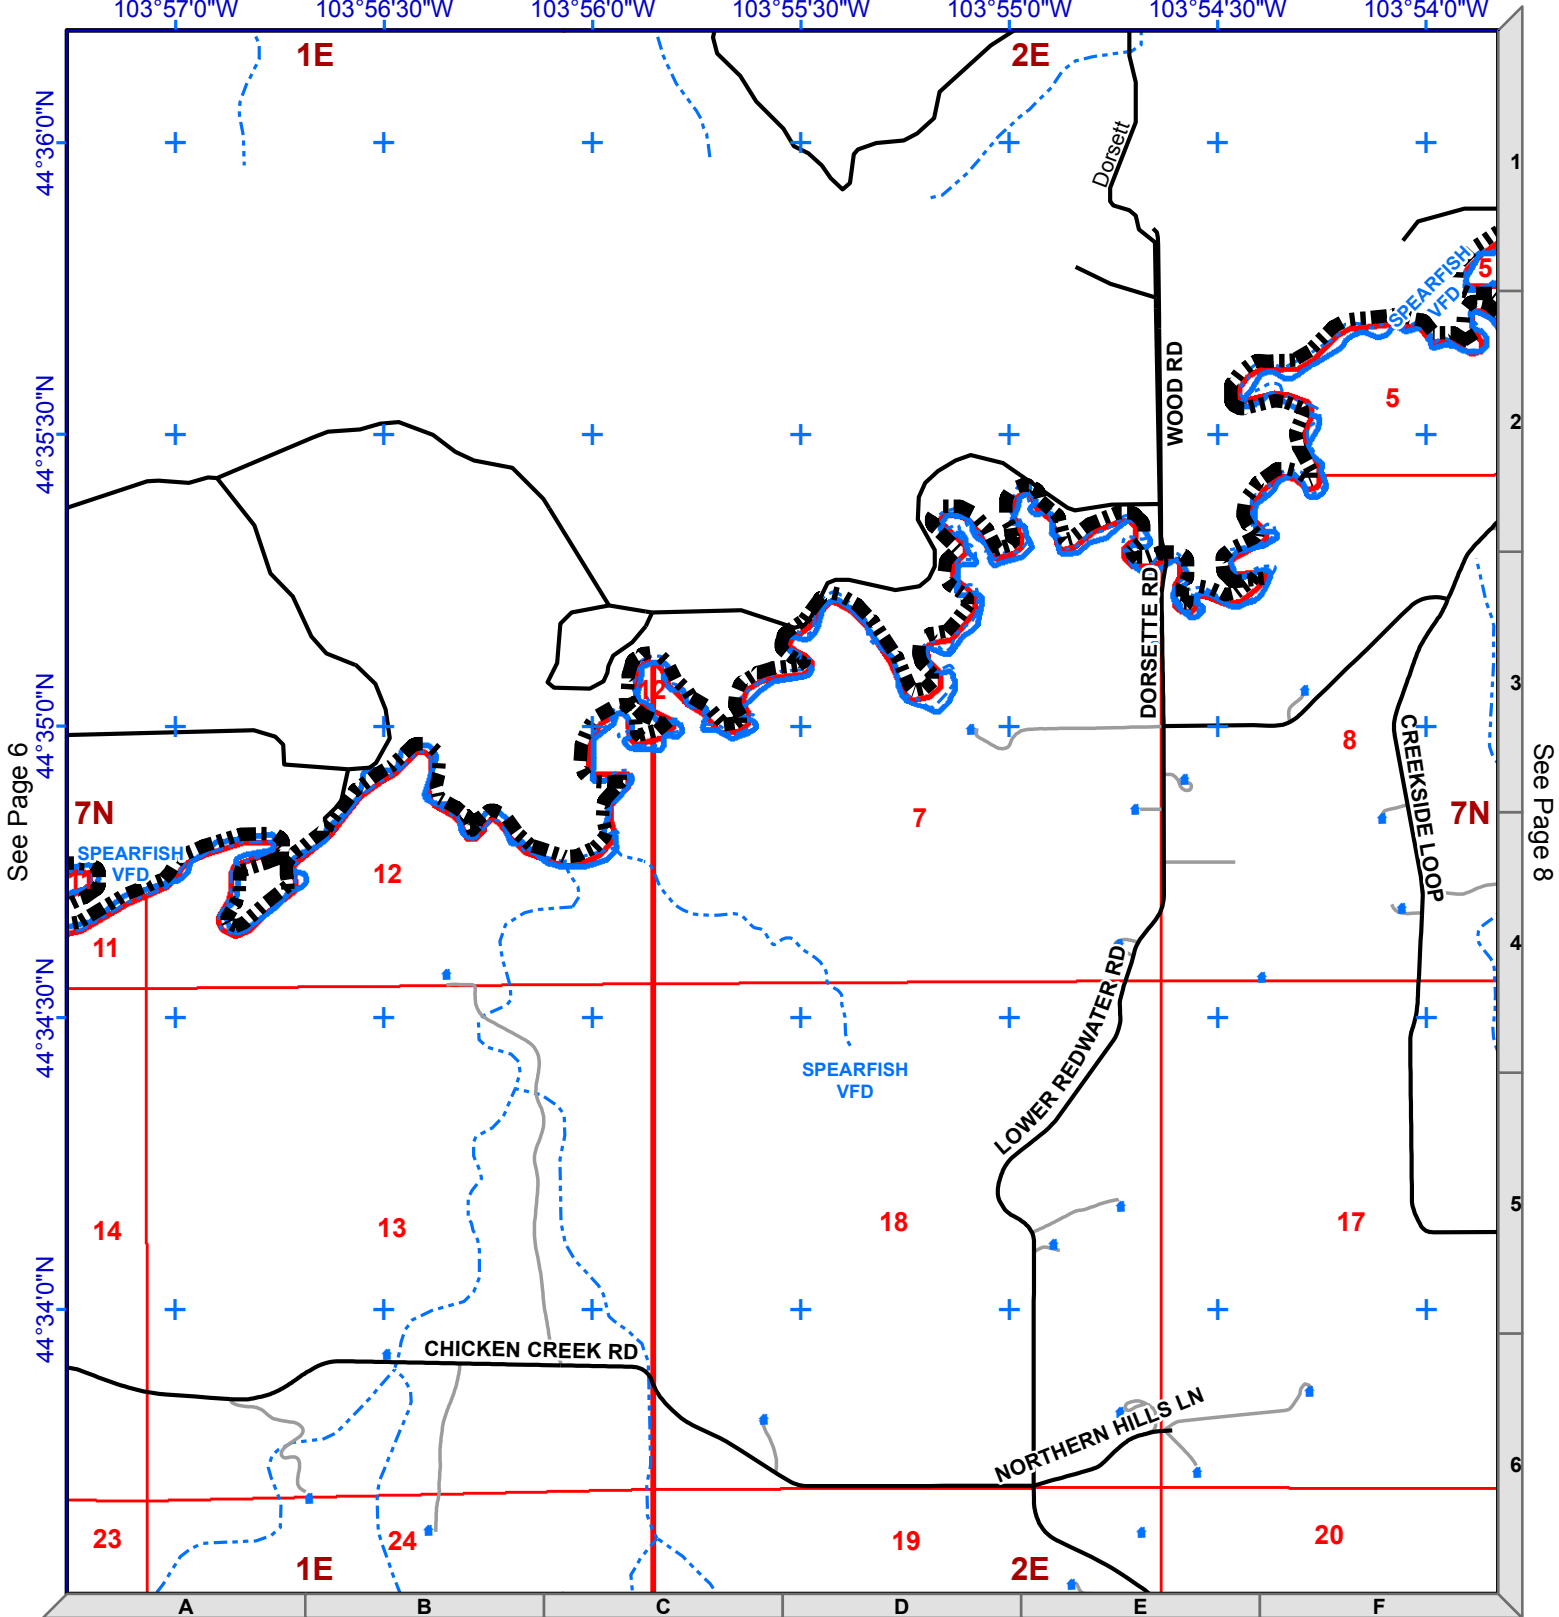 103°57'0"W 103°56'30"W 103°56'0"W 103°55'30"W 103°55'0"W 103°54'30"W 103°54'0"W
1E 2E
44°36'0"N
Dorsett
1
SPEARFISH
VFD
5
WOOD RD
5
44°35'30"N
2
DORSETTE RD
12
3
44°35'0"N
8
CREEKSIDE LOOP
See Page 6
See Page 8
7N
7
7N
SPEARFISH
VFD
11
12
11
4
LOWER REDWATER RD
44°34'30"N
SPEARFISH
VFD
14
13
18
17
5
44°34'0"N
CHICKEN CREEK RD
NORTHERN HILLS LN
6
23
24
19
20
1E 2E
A B C D E F